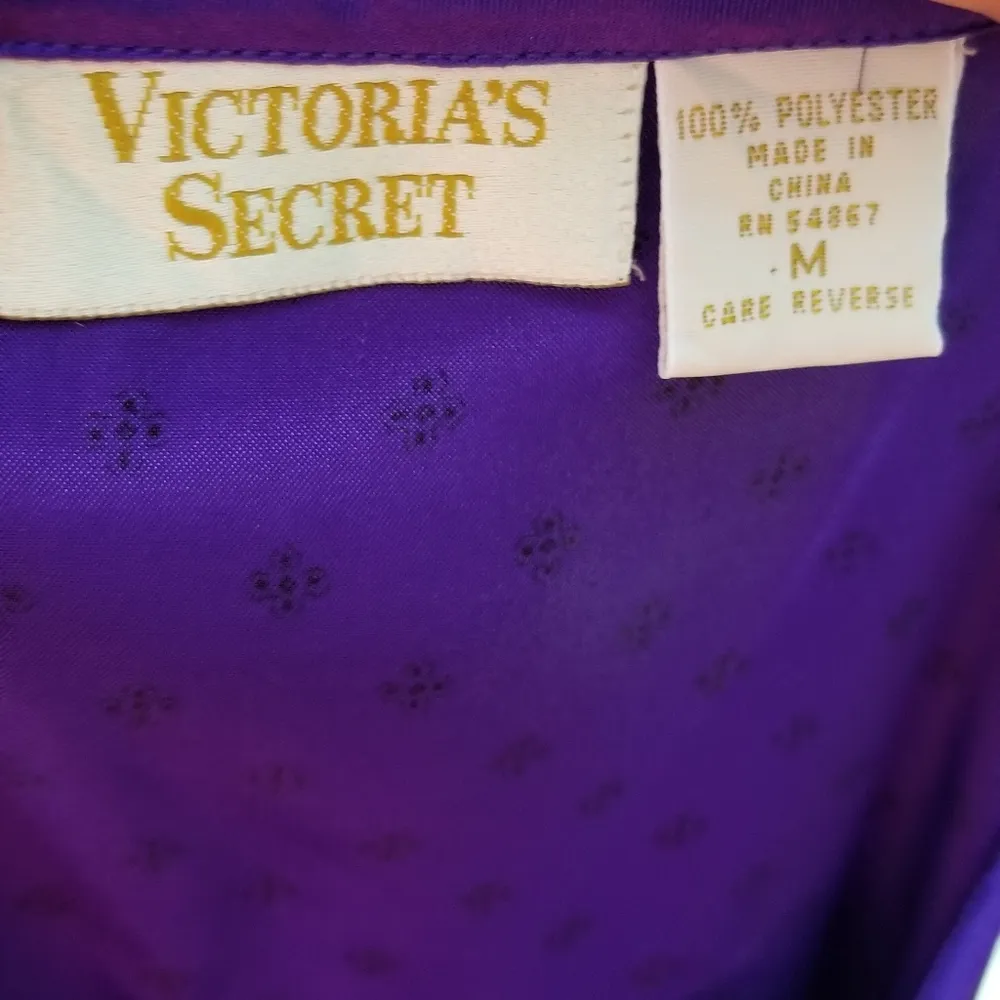 VICTORIA'S
SECRET
100% POLYESTER
MADE IN
CHINA
RN 54867
M
CARE REVERSE